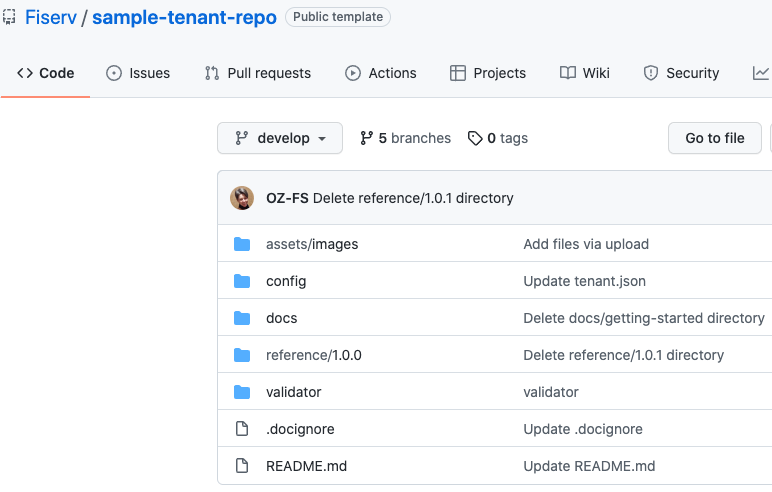 Fiserv / sample-tenant-repo Public template
Code Issues Pull requests Actions Projects Wiki Security
develop 5 branches 0 tags Go to file
OZ-FS Delete reference/1.0.1 directory
assets/images Add files via upload
config Update tenant.json
docs Delete docs/getting-started directory
reference/1.0.0 Delete reference/1.0.1 directory
validator validator
.docignore Update .docignore
README.md Update README.md